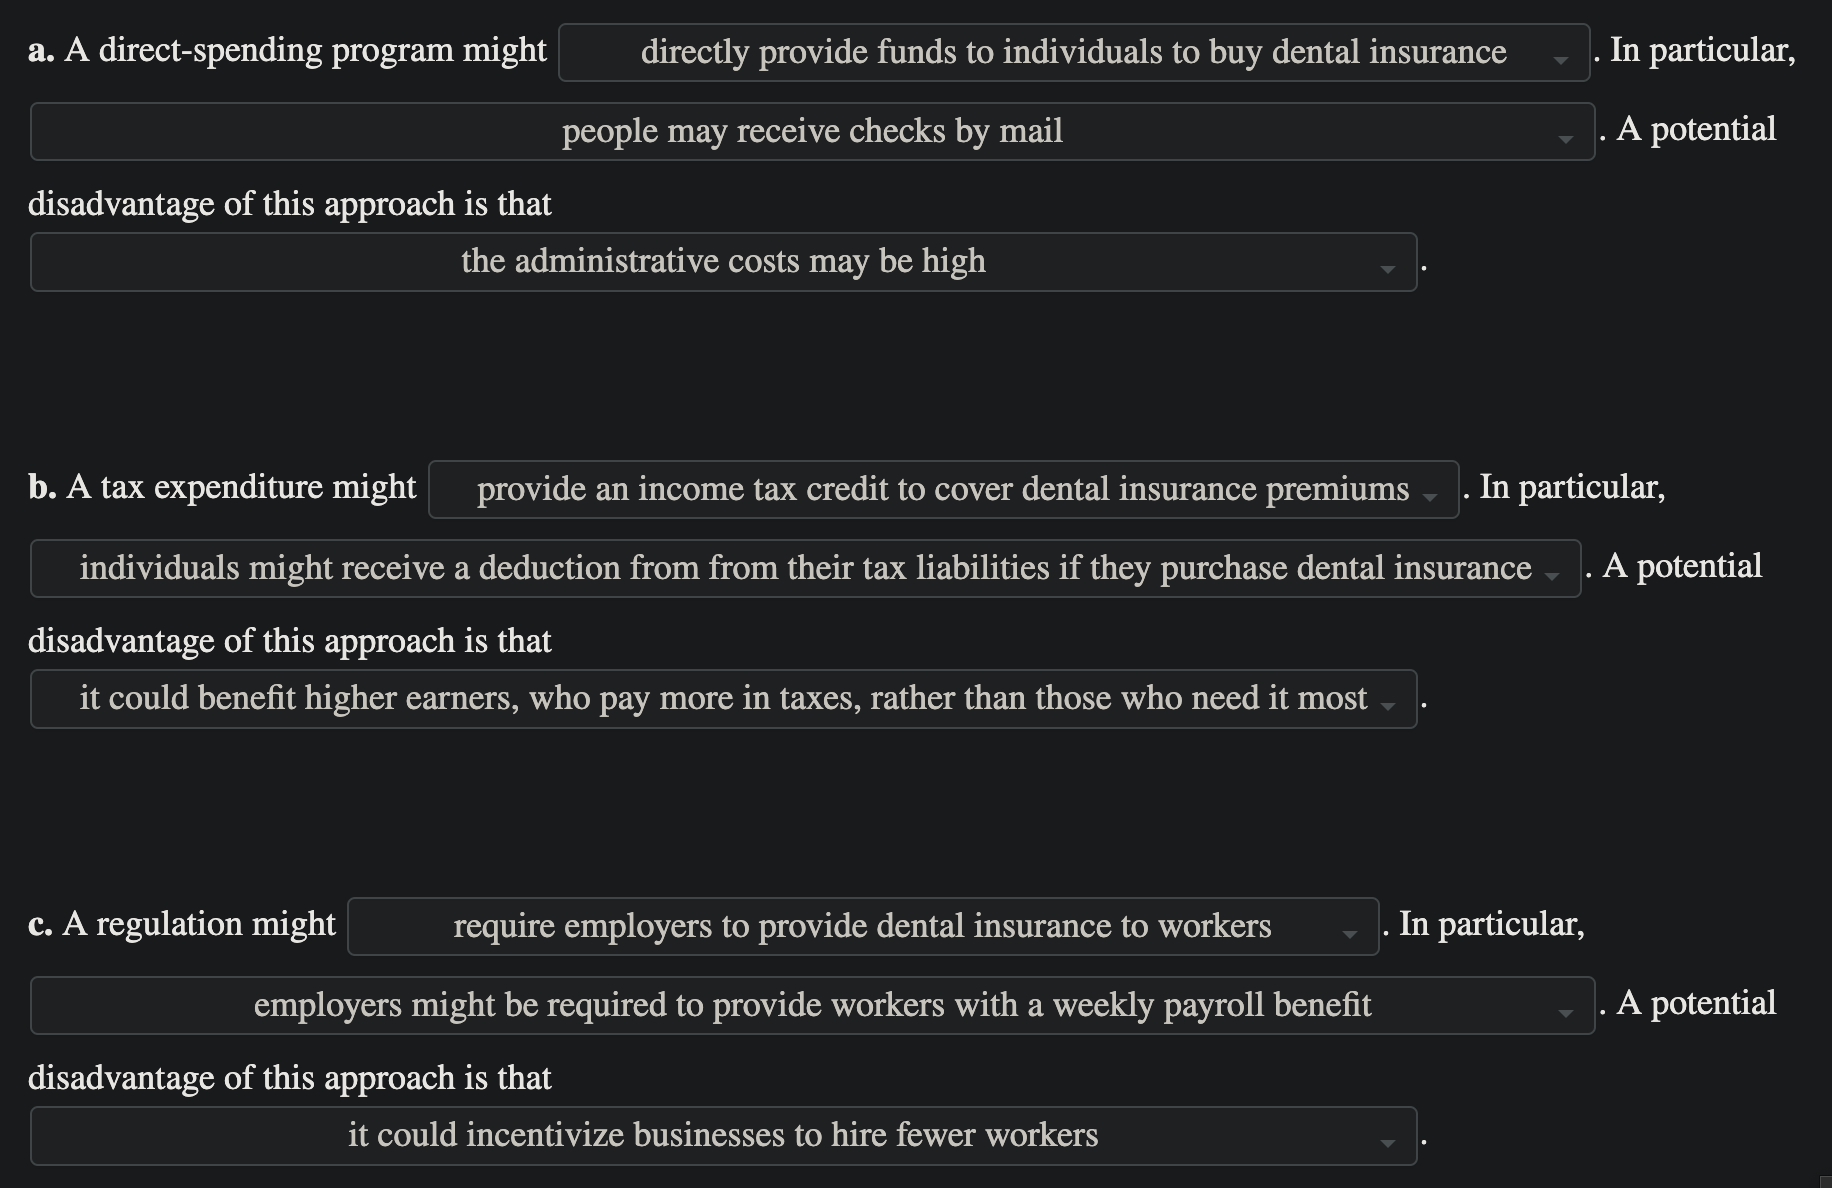 a. A direct-spending program might directly provide funds to individuals to buy dental insurance . In particular,
people may receive checks by mail . A potential
disadvantage of this approach is that
the administrative costs may be high .
b. A tax expenditure might provide an income tax credit to cover dental insurance premiums . In particular,
individuals might receive a deduction from from their tax liabilities if they purchase dental insurance . A potential
disadvantage of this approach is that
it could benefit higher earners, who pay more in taxes, rather than those who need it most .
c. A regulation might require employers to provide dental insurance to workers . In particular,
employers might be required to provide workers with a weekly payroll benefit . A potential
disadvantage of this approach is that
it could incentivize businesses to hire fewer workers .